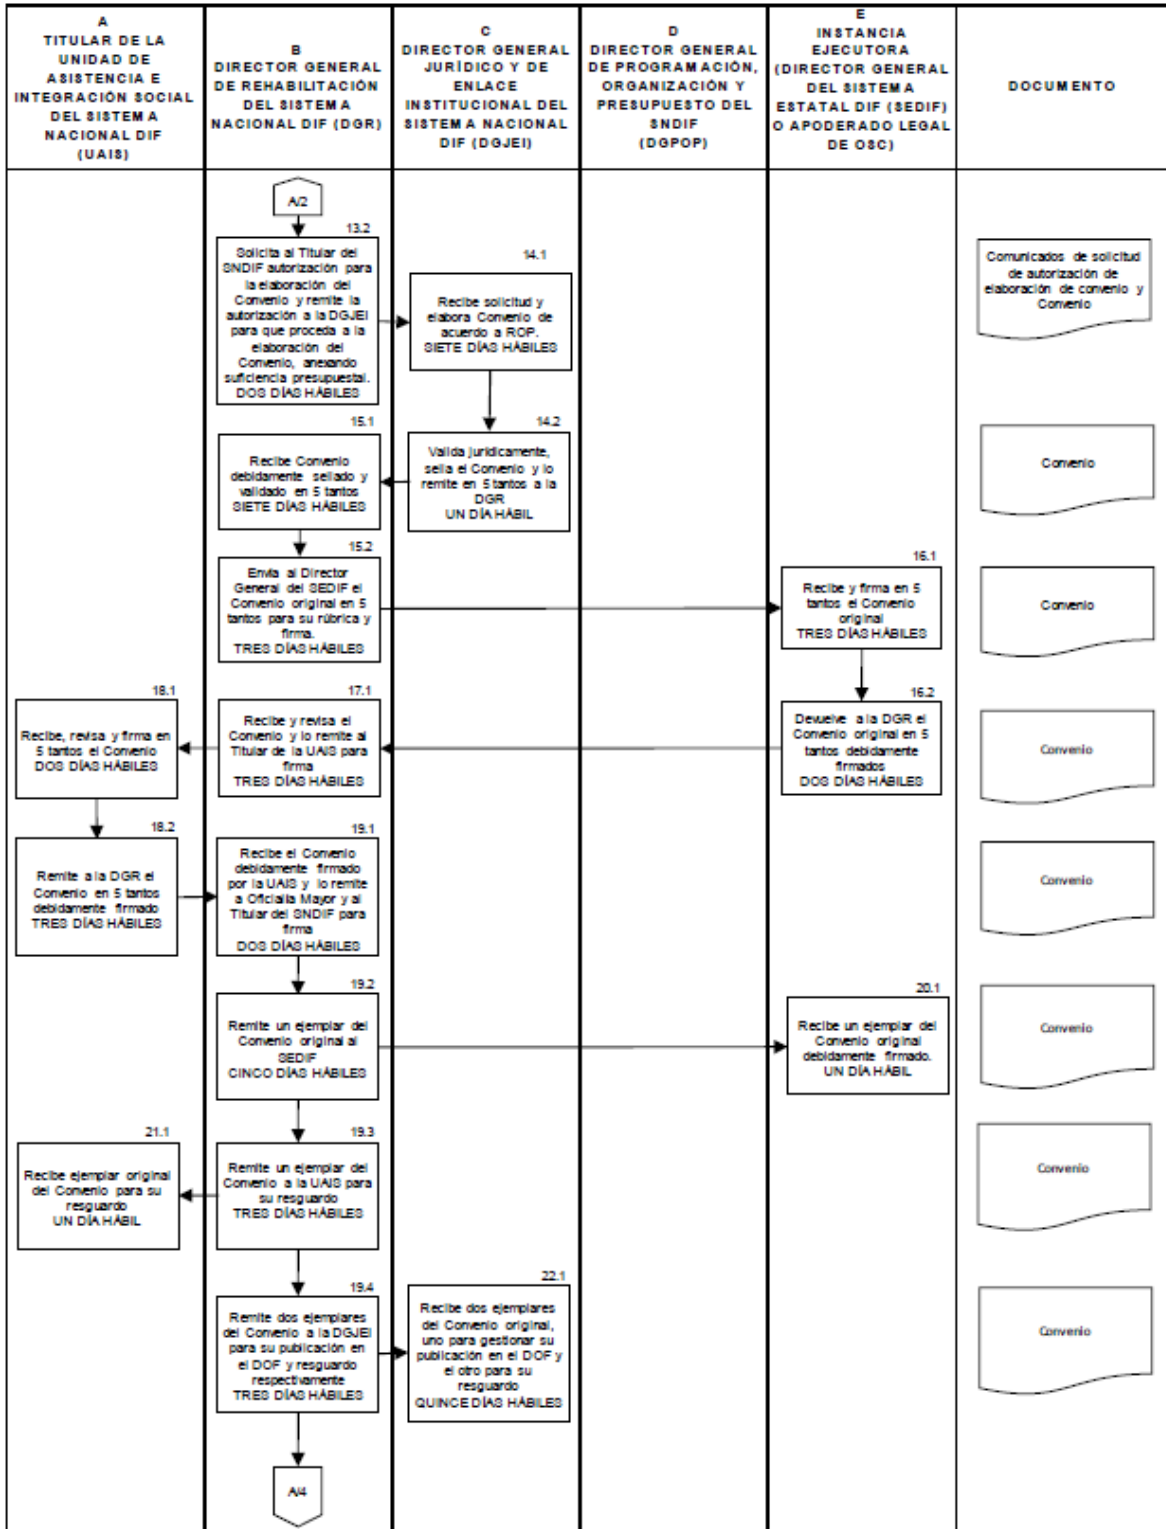 A
TITULAR DE LA
UNIDAD DE
ASISTENCIA E
INTEGRACIÓN SOCIAL
DEL SISTEMA
NACIONAL DIF
(UAIS)
B
DIRECTOR GENERAL
DE REHABILITACIÓN
DEL SISTEMA
NACIONAL DIF (DGR)
C
DIRECTOR GENERAL
JURÍDICO Y DE
ENLACE
INSTITUCIONAL DEL
SISTEMA NACIONAL
DIF (DGJEI)
D
DIRECTOR GENERAL
DE PROGRAMACIÓN,
ORGANIZACIÓN Y
PRESUPUESTO DEL
SNDIF
(DGPOP)
E
INSTANCIA
EJECUTORA
(DIRECTOR GENERAL
DEL SISTEMA
ESTATAL DIF (SEDIF)
O APODERADO LEGAL
DE OSC)
DOCUMENTO
A/2
13.2
Solicita al Titular del
SNDIF autorización para
la elaboración del
Convenio y remite la
autorización a la DGJEI
para que proceda a la
elaboración del
Convenio, anexando
suficiencia presupuestal.
DOS DÍAS HÁBILES
14.1
Recibe solicitud y
elabora Convenio de
acuerdo a ROP.
SIETE DÍAS HÁBILES
Comunicados de solicitud
de autorización de
elaboración de convenio y
Convenio
15.1
Recibe Convenio
debidamente sellado y
validado en 5 tantos
SIETE DÍAS HÁBILES
14.2
Valida jurídicamente,
sella el Convenio y lo
remite en 5 tantos a la
DGR
UN DÍA HÁBIL
Convenio
15.2
Envía al Director
General del SEDIF el
Convenio original en 5
tantos para su rúbrica y
firma.
TRES DÍAS HÁBILES
16.1
Recibe y firma en 5
tantos el Convenio
original
TRES DÍAS HÁBILES
Convenio
18.1
Recibe, revisa y firma en
5 tantos el Convenio
DOS DÍAS HÁBILES
17.1
Recibe y revisa el
Convenio y lo remite al
Titular de la UAIS para
firma
TRES DÍAS HÁBILES
16.2
Devuelve a la DGR el
Convenio original en 5
tantos debidamente
firmados
DOS DÍAS HÁBILES
Convenio
18.2
Remite a la DGR el
Convenio en 5 tantos
debidamente firmado
TRES DÍAS HÁBILES
19.1
Recibe el Convenio
debidamente firmado
por la UAIS y lo remite
a Oficialía Mayor y al
Titular del SNDIF para
firma
DOS DÍAS HÁBILES
Convenio
19.2
Remite un ejemplar del
Convenio original al
SEDIF
CINCO DÍAS HÁBILES
20.1
Recibe un ejemplar del
Convenio original
debidamente firmado.
UN DÍA HÁBIL
Convenio
21.1
Recibe ejemplar original
del Convenio para su
resguardo
UN DÍA HÁBIL
19.3
Remite un ejemplar del
Convenio a la UAIS para
su resguardo
TRES DÍAS HÁBILES
Convenio
19.4
Remite dos ejemplares
del Convenio a la DGJEI
para su publicación en
el DOF y resguardo
respectivamente
TRES DÍAS HÁBILES
22.1
Recibe dos ejemplares
del Convenio original,
uno para gestionar su
publicación en el DOF y
el otro para su
resguardo
QUINCE DÍAS HÁBILES
Convenio
A/4